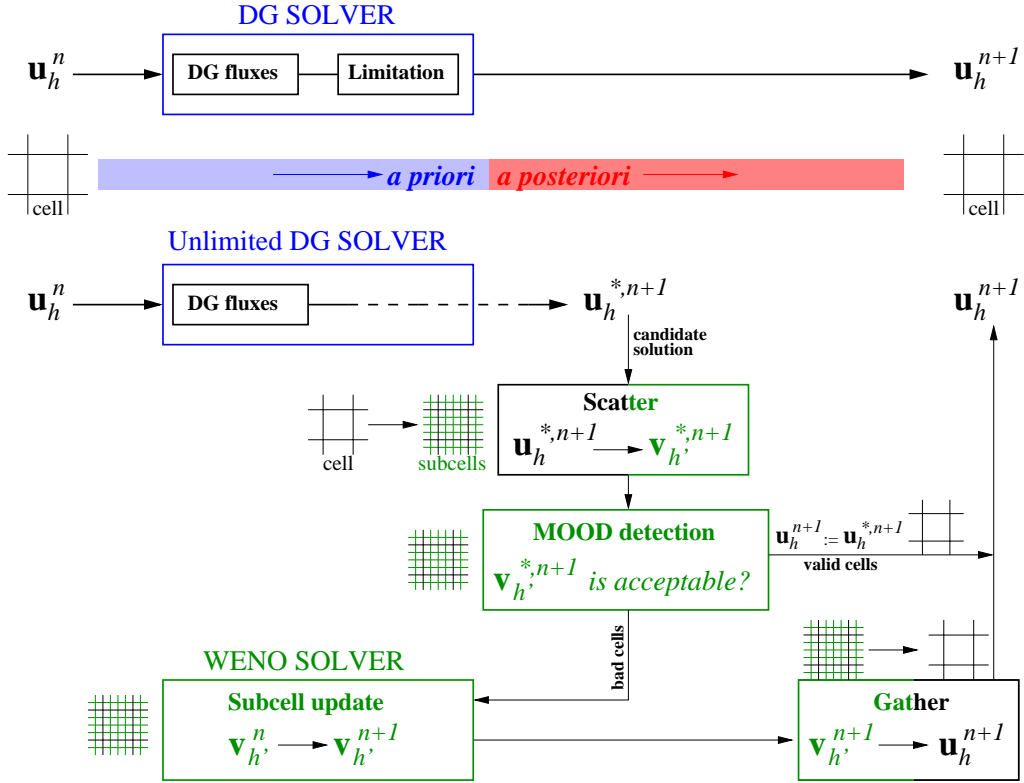 DG SOLVER
u_h^n DG fluxes Limitation u_h^{n+1}
a priori a posteriori
cell cell
Unlimited DG SOLVER
u_h^n DG fluxes u_h^{*,n+1} u_h^{n+1}
candidate
solution
Scatter
u_h^{*,n+1} v_{h'}^{*,n+1}
cell subcells
MOOD detection
v_{h'}^{*,n+1} is acceptable?
u_h^{n+1} := u_h^{*,n+1}
valid cells
bad cells
WENO SOLVER
Subcell update
v_{h'}^n v_{h'}^{n+1}
Gather
v_{h'}^{n+1} u_h^{n+1}